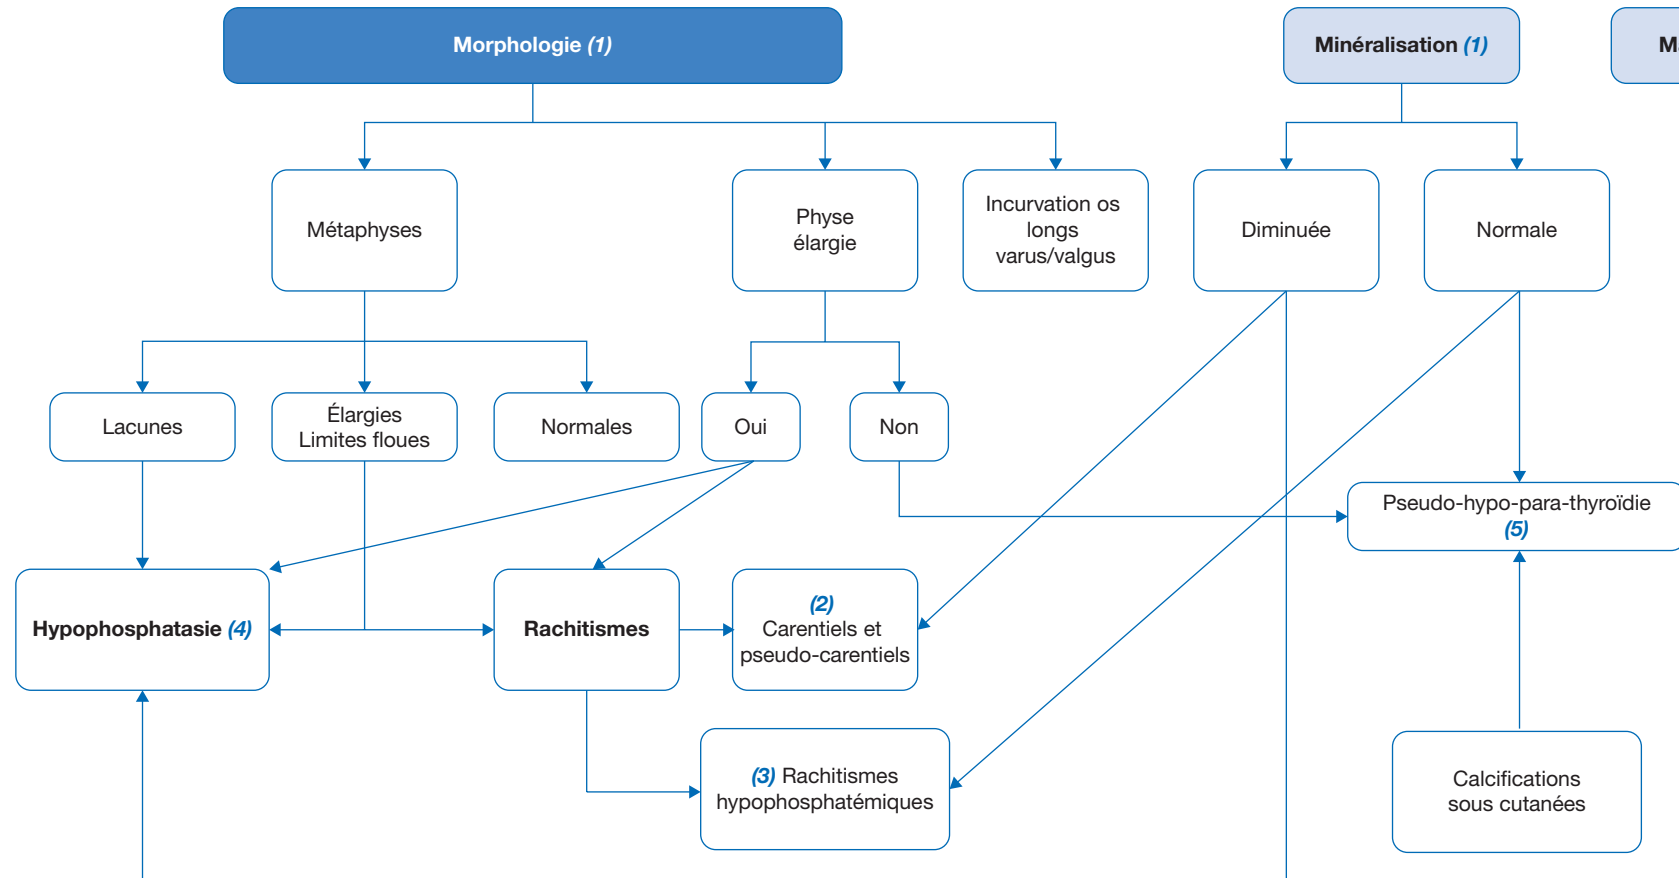 Morphologie (1)
Minéralisation (1)
Métaphyses
Physe
élargie
Incurvation os
longs
varus/valgus
Diminuée
Normale
Lacunes
Élargies
Limites floues
Normales
Oui
Non
Pseudo-hypo-para-thyroïdie
(5)
Hypophosphatasie (4)
Rachitismes
(2)
Carentiels et
pseudo-carentiels
(3) Rachitismes
hypophosphatémiques
Calcifications
sous cutanées